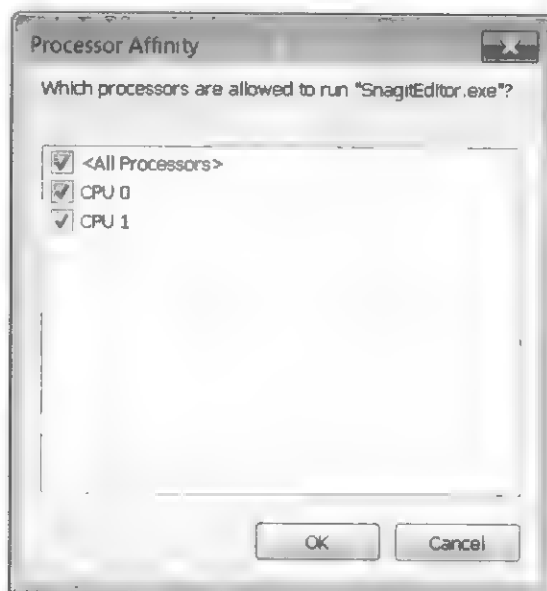 Processor Affinity
Which processors are allowed to run "SnagitEditor.exe"?
<All Processors>
CPU 0
CPU 1
OK
Cancel